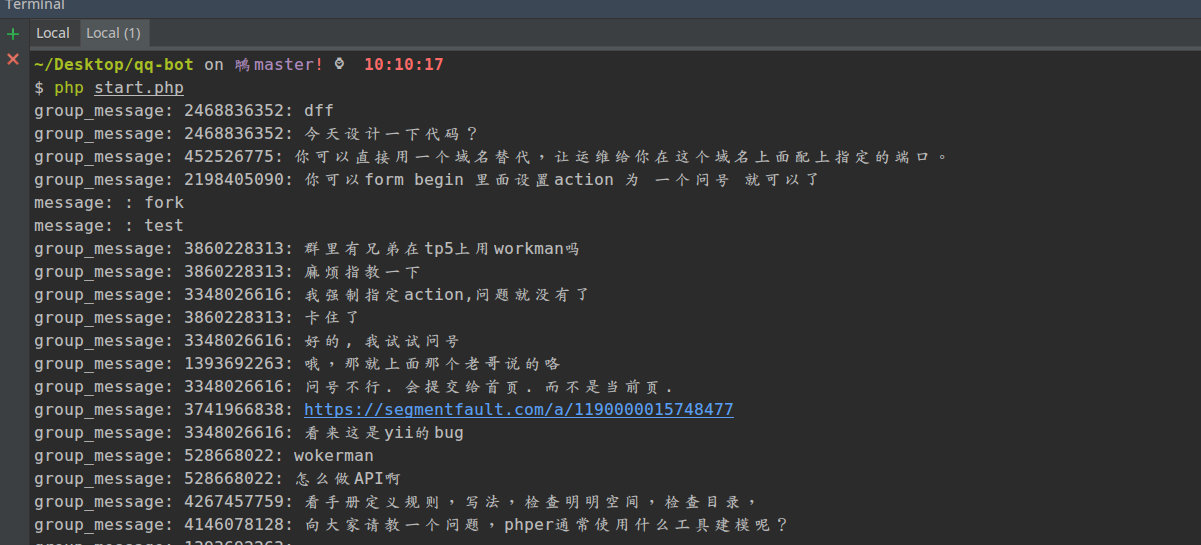 Terminal
Local Local (1)
~/Desktop/qq-bot on master! 10:10:17
$ php start.php
group_message: 2468836352: dff
group_message: 2468836352: 今天设计一下代码？
group_message: 452526775: 你可以直接用一个域名替代，让运维给你在这个域名上面配上指定的端口。
group_message: 2198405090: 你可以form begin 里面设置action 为 一个问号 就可以了
message: : fork
message: : test
group_message: 3860228313: 群里有兄弟在tp5上用workman吗
group_message: 3860228313: 麻烦指教一下
group_message: 3348026616: 我强制指定action,问题就没有了
group_message: 3860228313: 卡住了
group_message: 3348026616: 好的, 我试试问号
group_message: 1393692263: 哦，那就上面那个老哥说的咯
group_message: 3348026616: 问号不行. 会提交给首页. 而不是当前页.
group_message: 3741966838: https://segmentfault.com/a/1190000015748477
group_message: 3348026616: 看来这是yii的bug
group_message: 528668022: wokerman
group_message: 528668022: 怎么做API啊
group_message: 4267457759: 看手册定义规则，写法，检查明明空间，检查目录，
group_message: 4146078128: 向大家请教一个问题，phper通常使用什么工具建模呢？